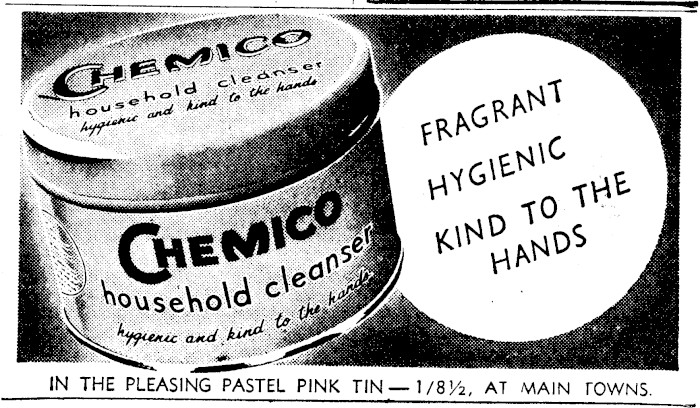 CHEMICO
household cleanser
hygienic and kind to the hands
CHEMICO
household cleanser
hygienic and kind to the hands
FRAGRANT
HYGIENIC
KIND TO THE
HANDS
IN THE PLEASING PASTEL PINK TIN — 1/8½, AT MAIN TOWNS.